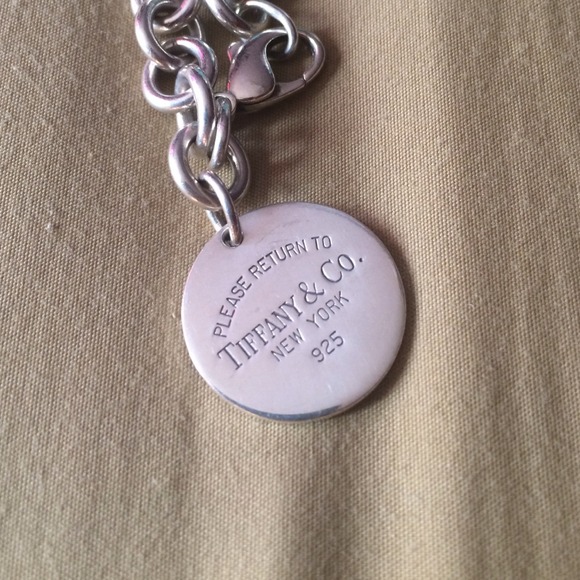 PLEASE RETURN TO
TIFFANY & CO.
NEW YORK
925